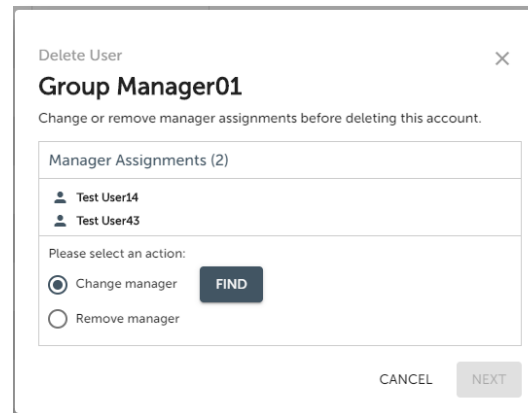 Delete User
Group Manager01
Change or remove manager assignments before deleting this account.
Manager Assignments (2)
Test User14
Test User43
Please select an action:
Change manager FIND
Remove manager
CANCEL NEXT